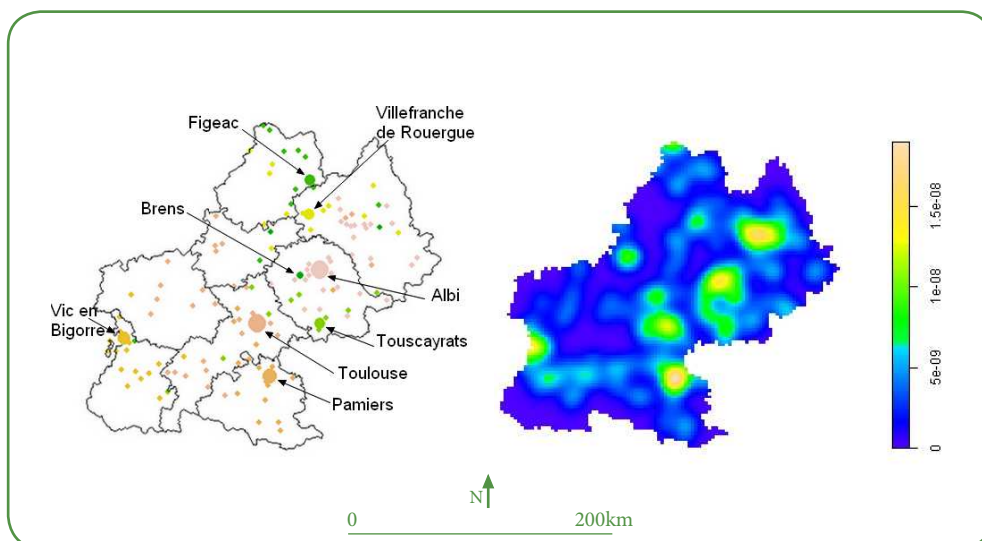 Figeac
Villefranche
de Rouergue
Brens
Albi
Vic en
Bigorre
Touscayrats
Toulouse
Pamiers
1.5e-08
1e-08
5e-09
0
N
0 200km